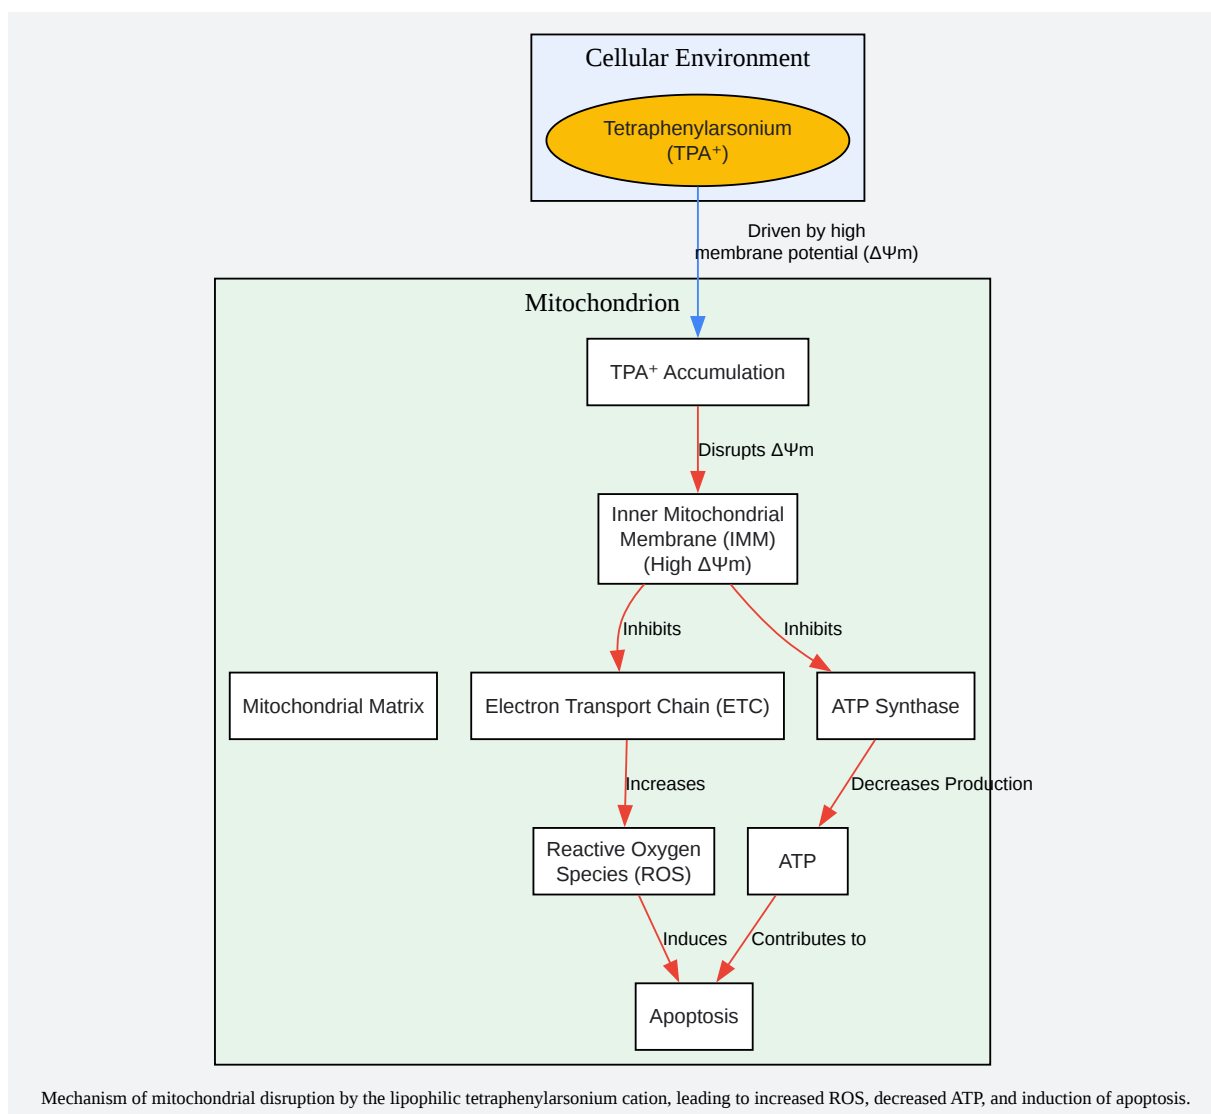 Cellular Environment
Tetraphenylarsonium
(TPA⁺)
Driven by high
membrane potential (ΔΨm)
Mitochondrion
TPA⁺ Accumulation
Disrupts ΔΨm
Inner Mitochondrial
Membrane (IMM)
(High ΔΨm)
Inhibits
Inhibits
Mitochondrial Matrix
Electron Transport Chain (ETC)
ATP Synthase
Increases
Decreases Production
Reactive Oxygen
Species (ROS)
ATP
Induces
Contributes to
Apoptosis
Mechanism of mitochondrial disruption by the lipophilic tetraphenylarsonium cation, leading to increased ROS, decreased ATP, and induction of apoptosis.